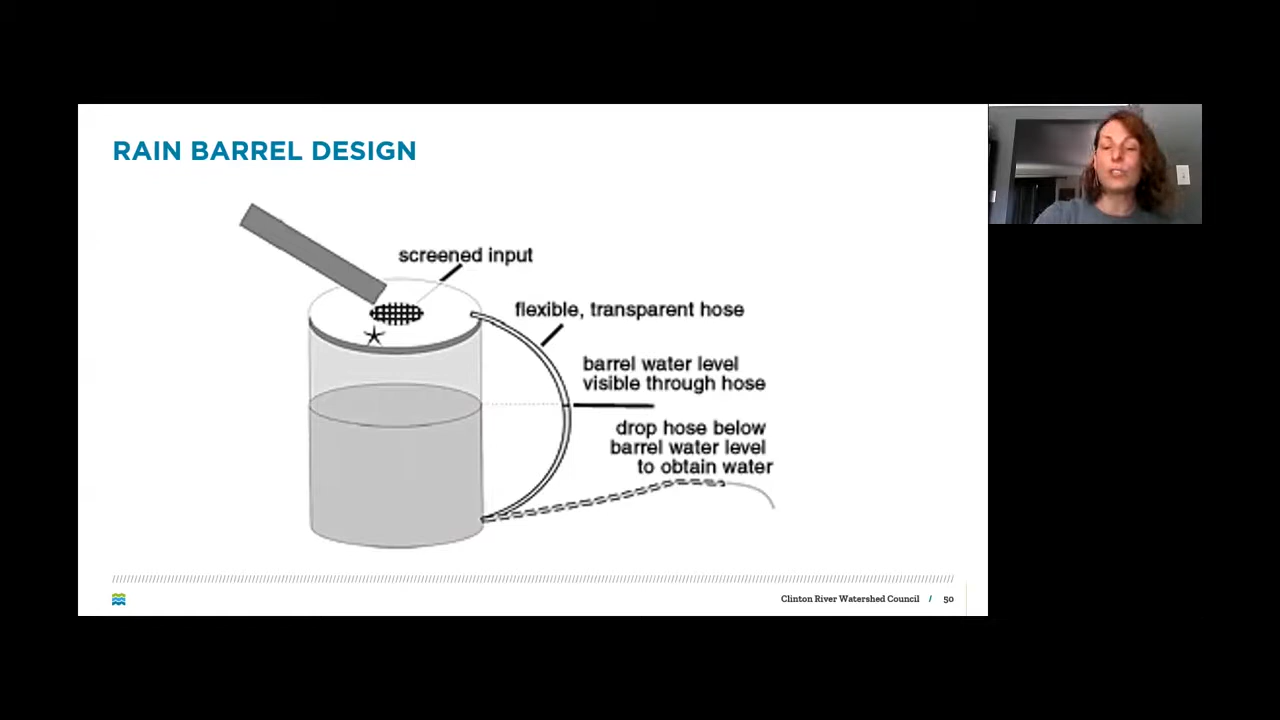 RAIN BARREL DESIGN
screened input
flexible, transparent hose
barrel water level
visible through hose
drop hose below
barrel water level
to obtain water
Clinton River Watershed Council / 50